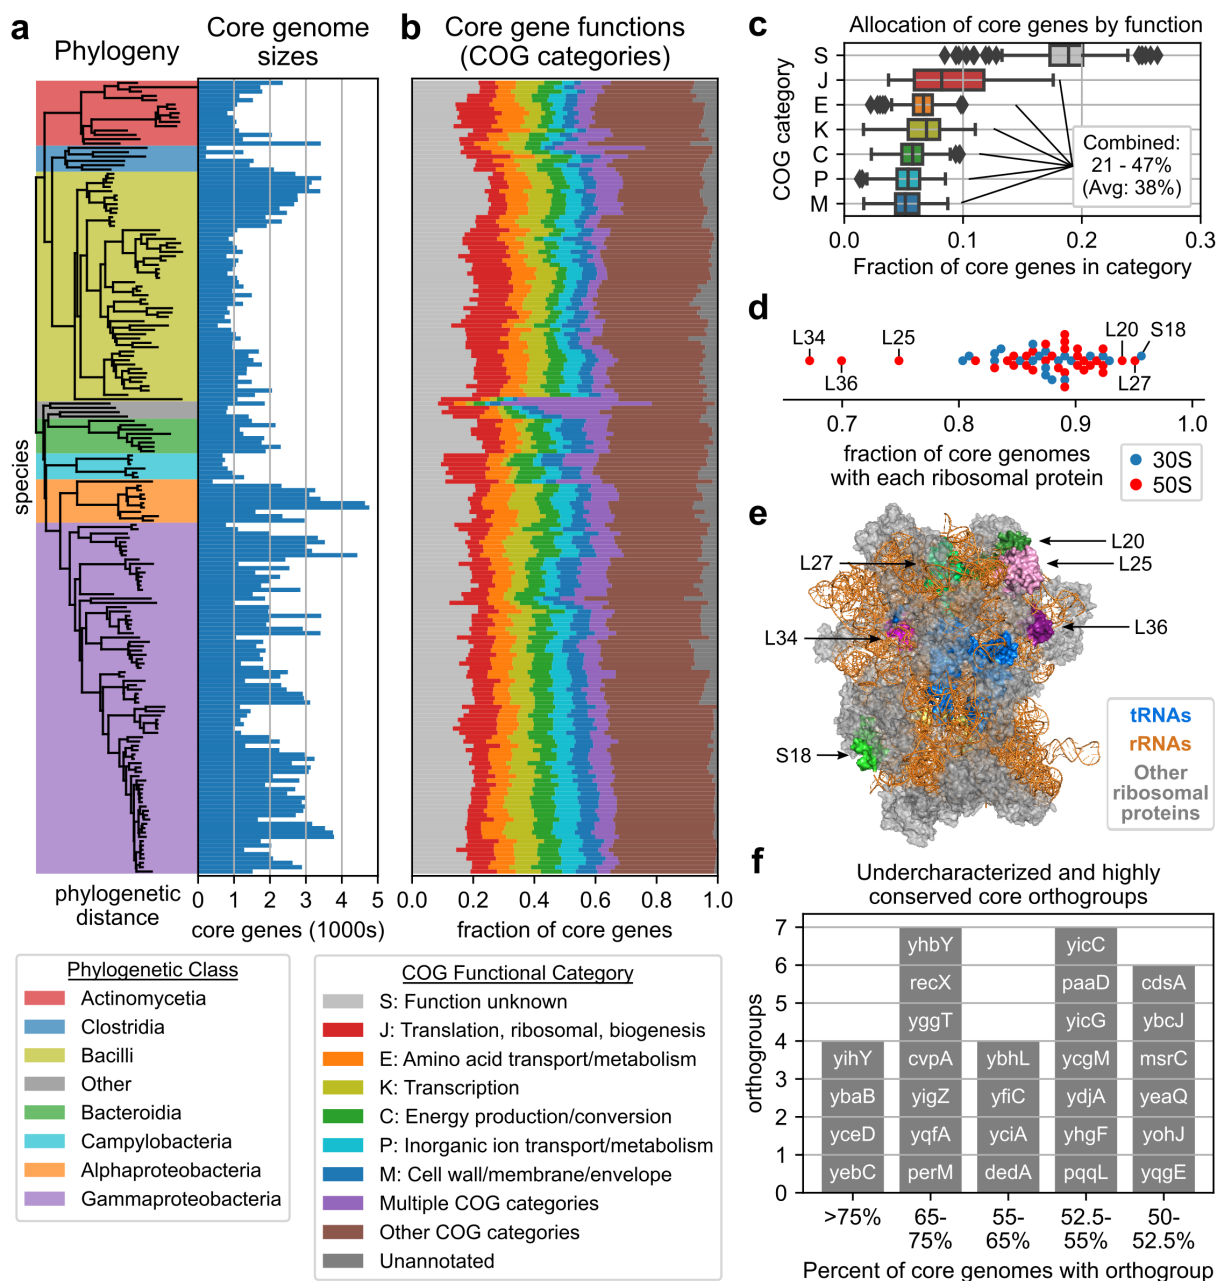 a
Phylogeny
Core genome
sizes
species
phylogenetic
distance
0 1 2 3 4 5
core genes (1000s)
b
Core gene functions
(COG categories)
0.0 0.2 0.4 0.6 0.8 1.0
fraction of core genes
Phylogenetic Class
Actinomycetia
Clostridia
Bacilli
Other
Bacteroidia
Campylobacteria
Alphaproteobacteria
Gammaproteobacteria
COG Functional Category
S: Function unknown
J: Translation, ribosomal, biogenesis
E: Amino acid transport/metabolism
K: Transcription
C: Energy production/conversion
P: Inorganic ion transport/metabolism
M: Cell wall/membrane/envelope
Multiple COG categories
Other COG categories
Unannotated
c
Allocation of core genes by function
COG category
S
J
E
K
C
P
M
Combined:
21 - 47%
(Avg: 38%)
0.0 0.1 0.2 0.3
Fraction of core genes in category
d
L34
L36
L25
L20
S18
L27
0.7 0.8 0.9 1.0
fraction of core genomes
with each ribosomal protein
30S
50S
e
L20
L27
L25
L34
L36
S18
tRNAs
rRNAs
Other
ribosomal
proteins
f
Undercharacterized and highly
conserved core orthogroups
orthogroups
7
6
5
4
3
2
1
0
yihY
ybaB
yceD
yebC
yhbY
recX
yggT
cvpA
yigZ
yqfA
perM
ybhL
yfiC
yciA
dedA
yicC
paaD
yicG
ycgM
ydjA
yhgF
pqqL
cdsA
ybcJ
msrC
yeaQ
yohJ
yqgE
>75%
65-
75%
55-
65%
52.5-
55%
50-
52.5%
Percent of core genomes with orthogroup